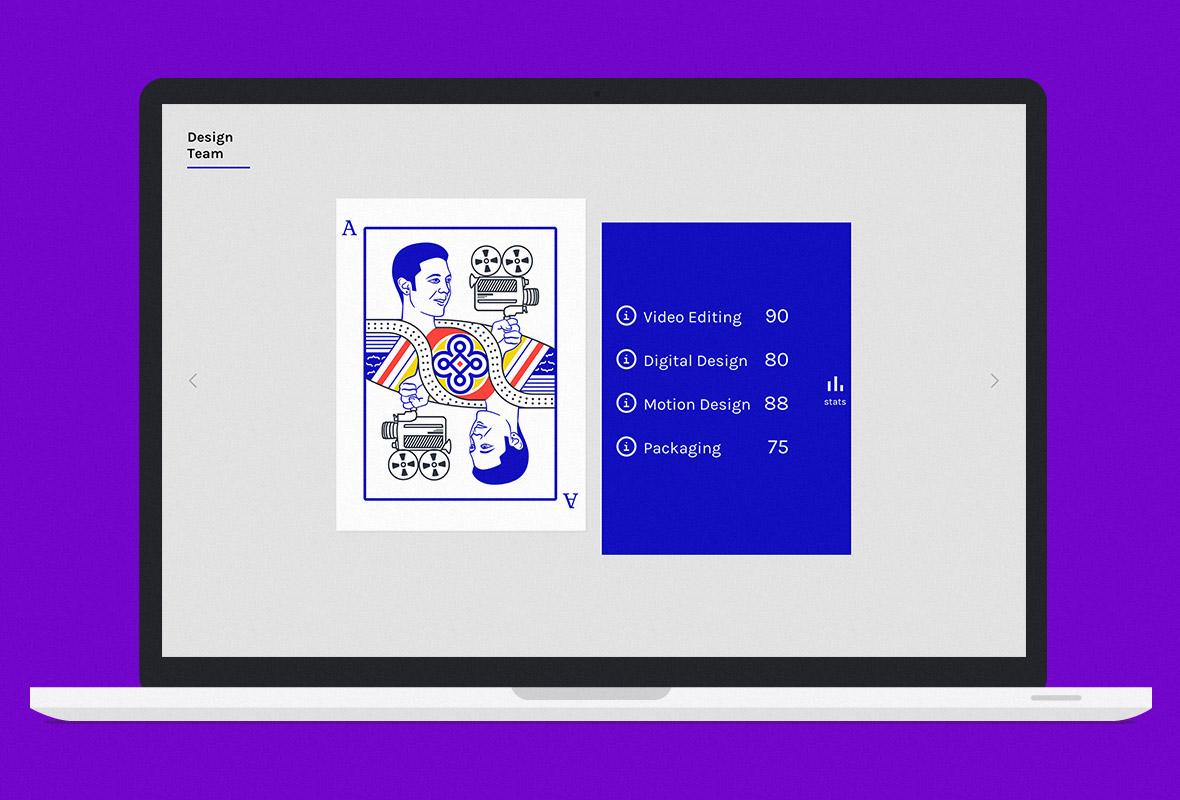 Design
Team
A
Video Editing 90
Digital Design 80
Motion Design 88
Packaging 75
stats
A